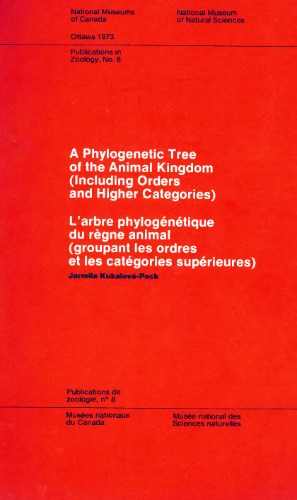 National Museums
of Canada
National Museum
of Natural Sciences
Ottawa 1973
Publications in
Zoology, No. 8
A Phylogenetic Tree
of the Animal Kingdom
(Including Orders
and Higher Categories)
L'arbre phylogénétique
du règne animal
(groupant les ordres
et les catégories supérieures)
Jarmila Kukalová-Peck
Publications de
zoologie, n° 8
Musées nationaux
du Canada
Musée national des
Sciences naturelles